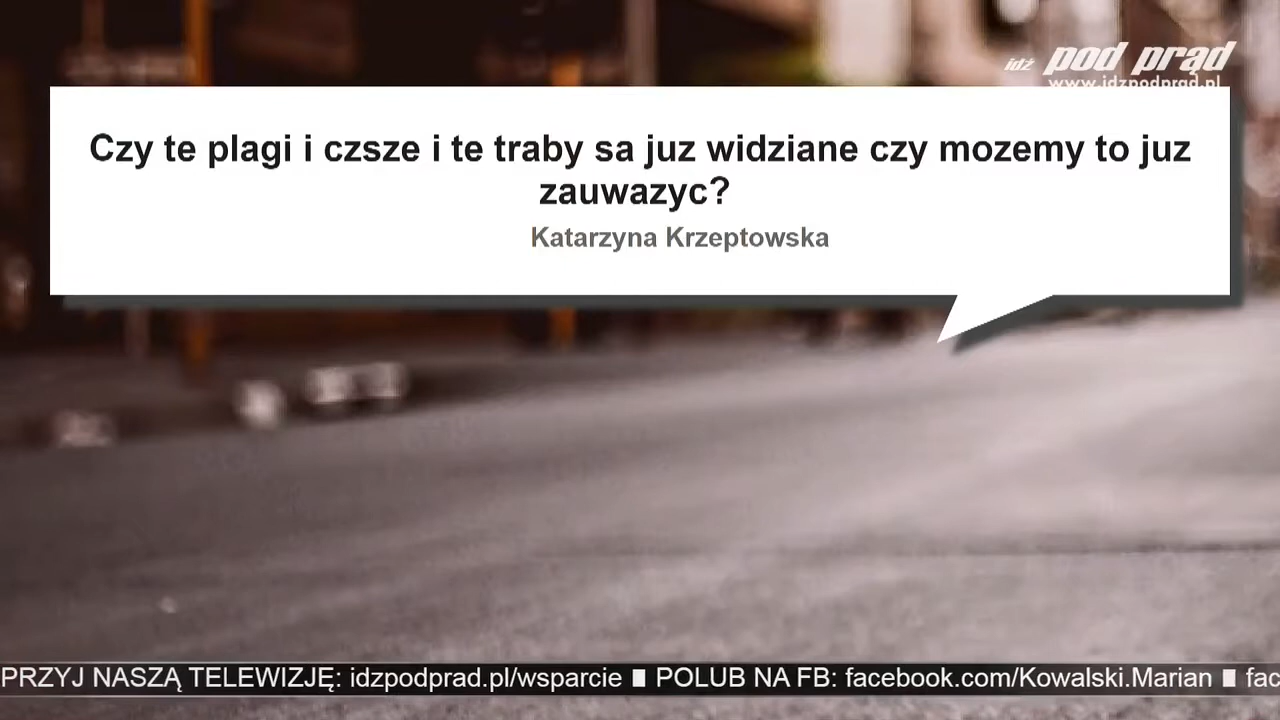 idź pod prąd
www.idzpodprad.pl
Czy te plagi i czsze i te traby sa juz widziane czy mozemy to juz
zauwazyc?
Katarzyna Krzeptowska
PRZYJ NASZĄ TELEWIZJĘ: idzpodprad.pl/wsparcie ■ POLUB NA FB: facebook.com/Kowalski.Marian ■ fac